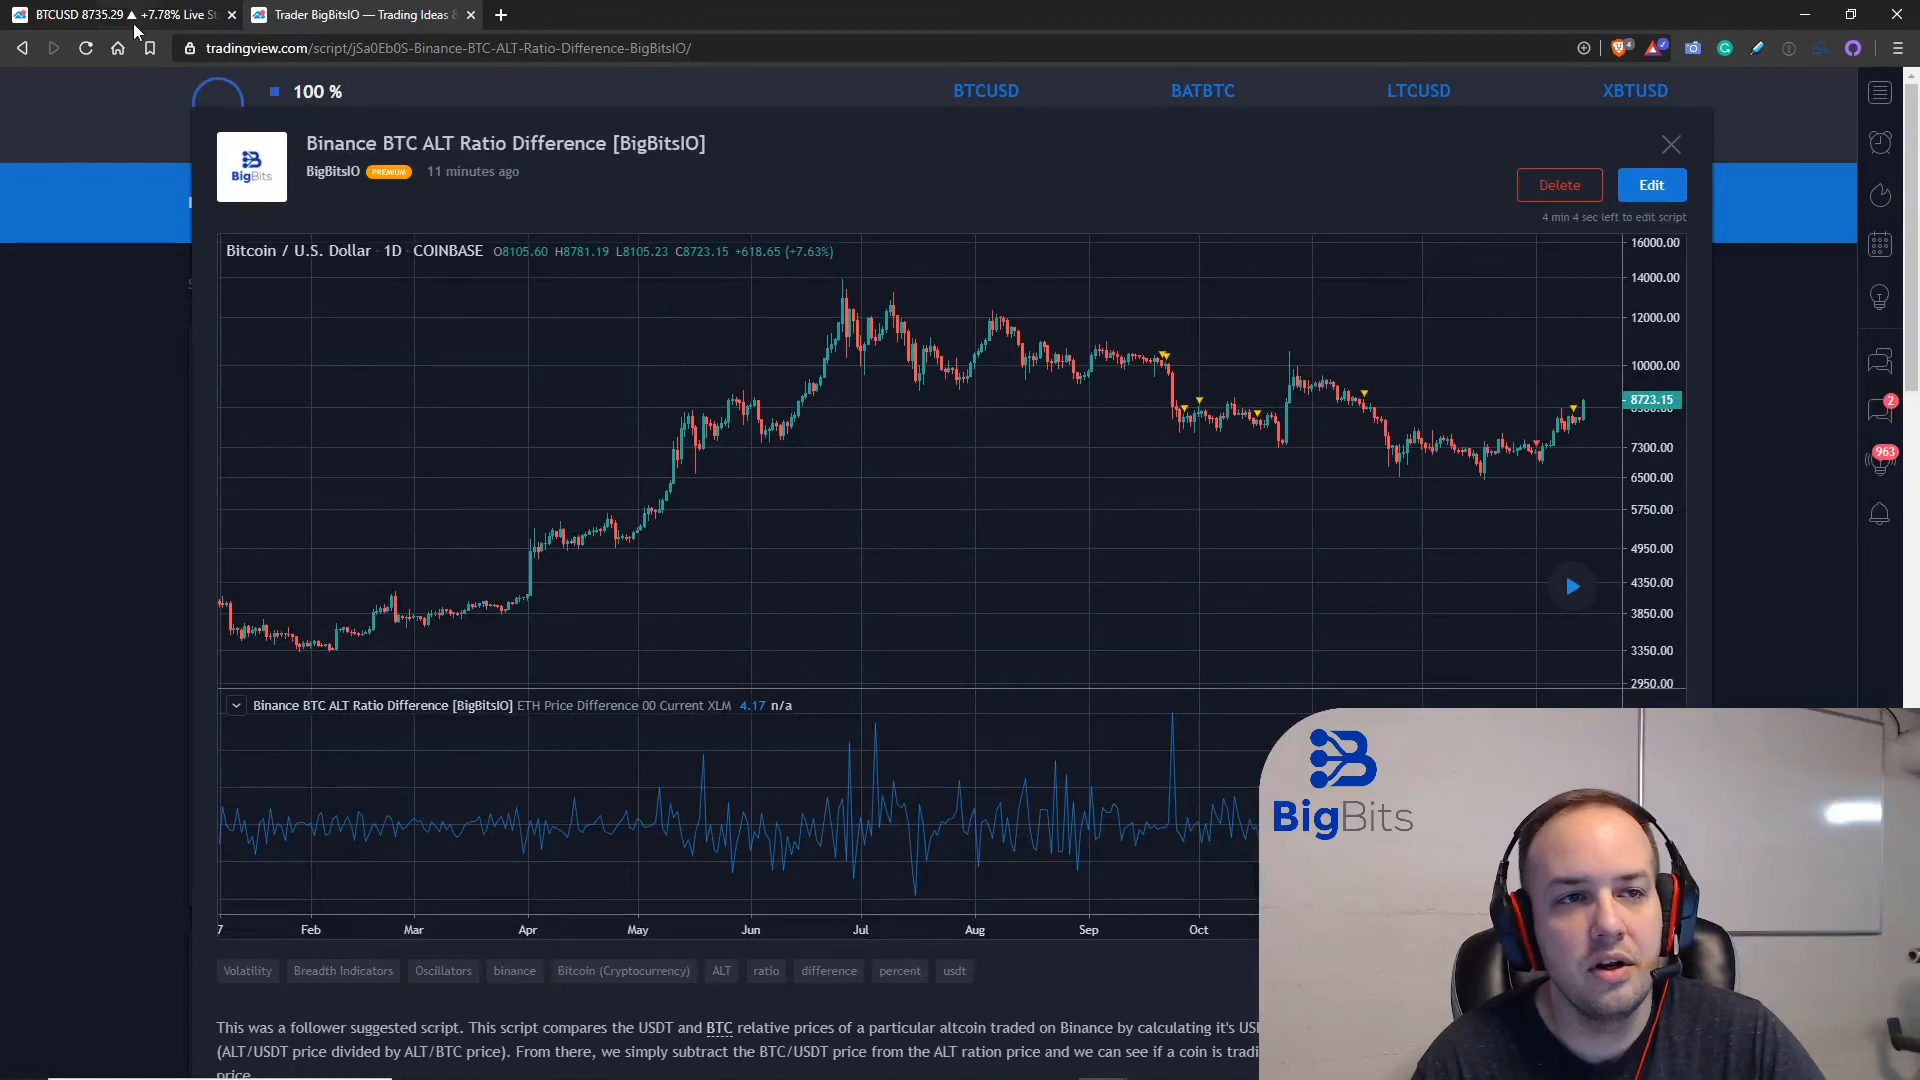 BTCUSD 8735.29 ▲ +7.78% Live St
Trader BigBitsIO — Trading Ideas &
tradingview.com/script/jSa0Eb0S-Binance-BTC-ALT-Ratio-Difference-BigBitsIO/
4
100 %
BTCUSD
BATBTC
LTCUSD
XBTUSD
BigBits
Binance BTC ALT Ratio Difference [BigBitsIO]
BigBitsIO PREMIUM 11 minutes ago
Delete
Edit
4 min 4 sec left to edit script
Bitcoin / U.S. Dollar 1D COINBASE O8105.60 H8781.19 L8105.23 C8723.15 +618.65 (+7.63%)
16000.00
14000.00
12000.00
10000.00
8723.15
7300.00
6500.00
5750.00
4950.00
4350.00
3850.00
3350.00
2950.00
2
963
Binance BTC ALT Ratio Difference [BigBitsIO] ETH Price Difference 00 Current XLM 4.17 n/a
BigBits
7 Feb Mar Apr May Jun Jul Aug Sep Oct
Volatility Breadth Indicators Oscillators binance Bitcoin (Cryptocurrency) ALT ratio difference percent usdt
This was a follower suggested script. This script compares the USDT and BTC relative prices of a particular altcoin traded on Binance by calculating it's US
(ALT/USDT price divided by ALT/BTC price). From there, we simply subtract the BTC/USDT price from the ALT ration price and we can see if a coin is tradi
price